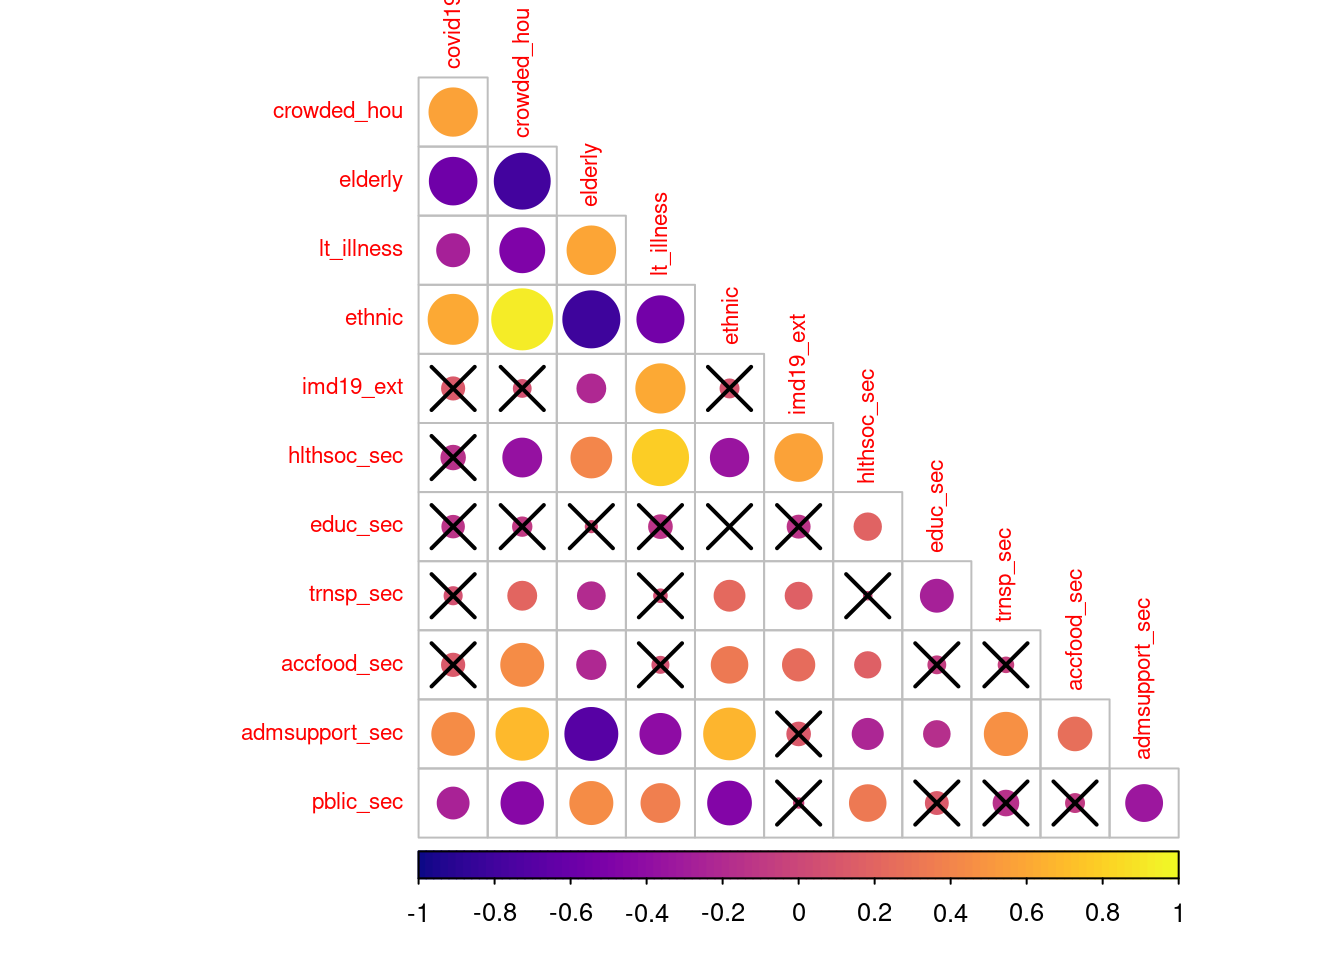 covid19
crowded_hou
crowded_hou
elderly
elderly
lt_illness
lt_illness
ethnic
ethnic
imd19_ext
imd19_ext
hlthsoc_sec
hlthsoc_sec
educ_sec
educ_sec
trnsp_sec
trnsp_sec
accfood_sec
accfood_sec
admsupport_sec
admsupport_sec
pblic_sec
-1 -0.8 -0.6 -0.4 -0.2 0 0.2 0.4 0.6 0.8 1